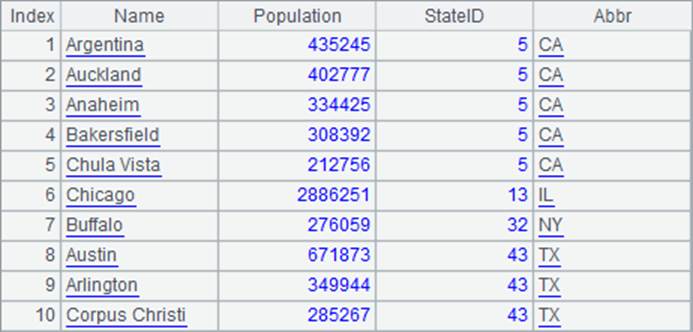 Index Name Population StateID Abbr
1 Argentina 435245 5 CA
2 Auckland 402777 5 CA
3 Anaheim 334425 5 CA
4 Bakersfield 308392 5 CA
5 Chula Vista 212756 5 CA
6 Chicago 2886251 13 IL
7 Buffalo 276059 32 NY
8 Austin 671873 43 TX
9 Arlington 349944 43 TX
10 Corpus Christi 285267 43 TX